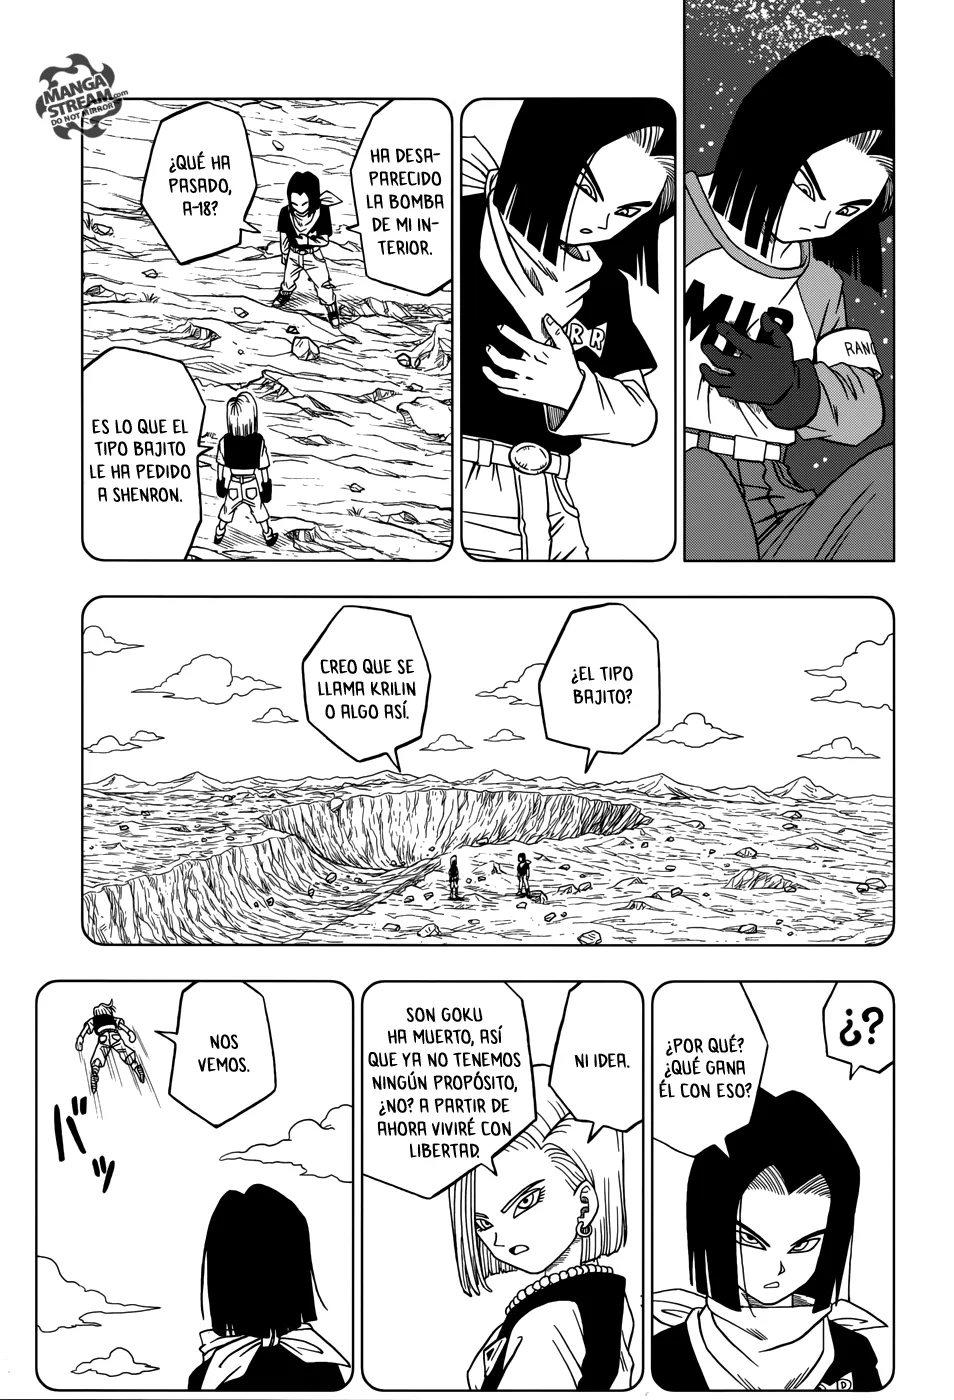 MANGA
STREAM.com
DO NOT MIRROR
MIR
RANG
RR
HA DESA-
PARECIDO
LA BOMBA
DE MI IN-
TERIOR.
¿QUÉ HA
PASADO,
A-18?
ES LO QUE EL
TIPO BAJITO
LE HA PEDIDO
A SHENRON.
¿EL TIPO
BAJITO?
CREO QUE SE
LLAMA KRILIN
O ALGO ASÍ.
¿?
¿POR QUÉ?
¿QUÉ GANA
ÉL CON ESO?
D
NI IDEA.
SON GOKU
HA MUERTO, ASÍ
QUE YA NO TENEMOS
NINGÚN PROPÓSITO,
¿NO? A PARTIR DE
AHORA VIVIRÉ CON
LIBERTAD.
NOS
VEMOS.
バッ